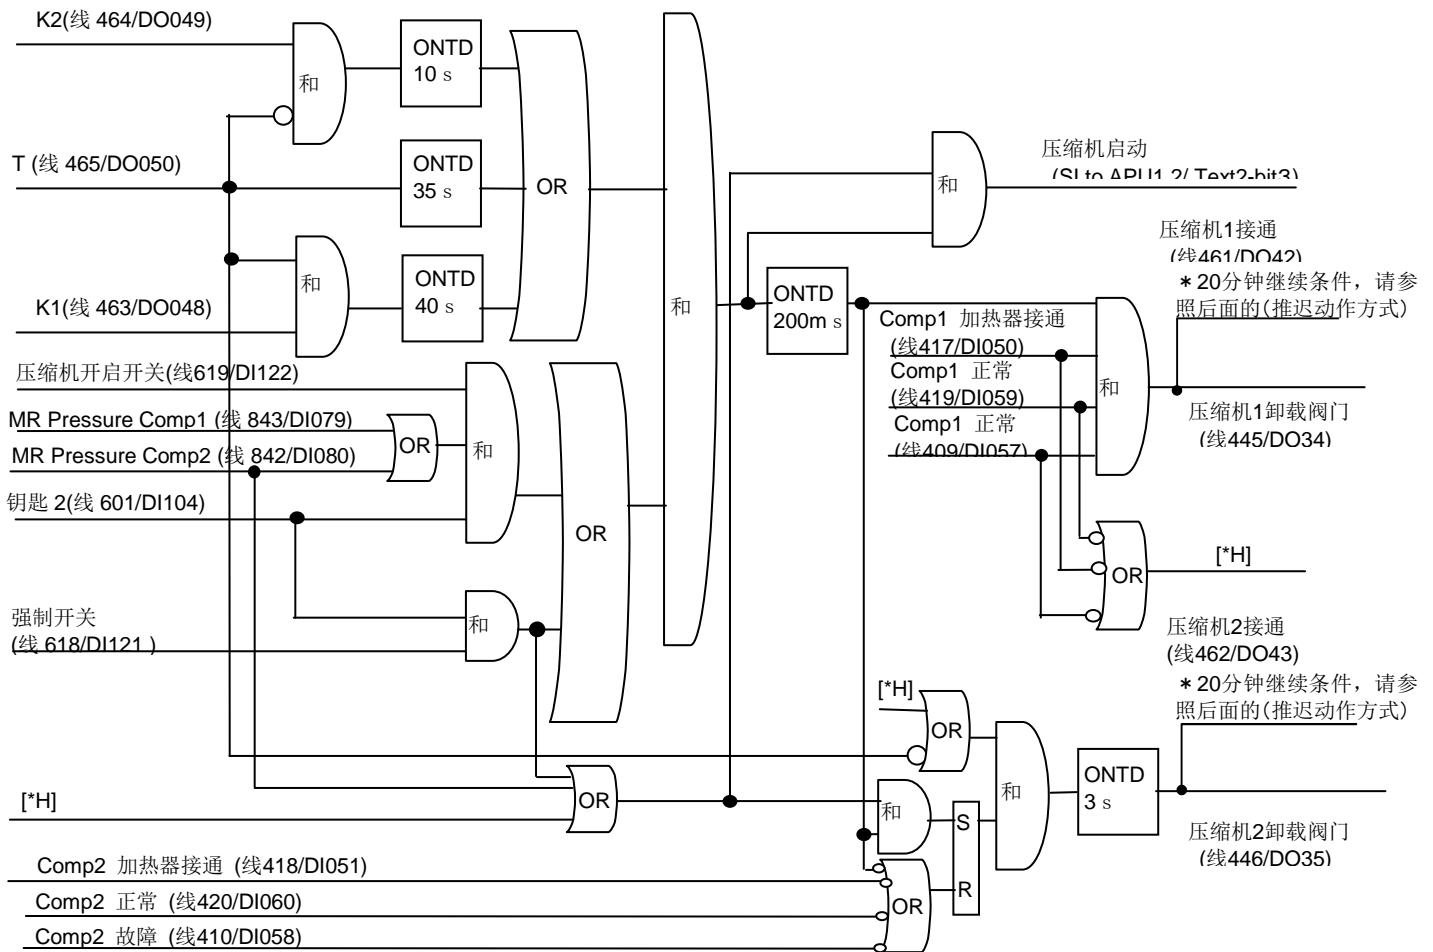 K2(线 464/DO049)
和
ONTD
10 s
T (线 465/DO050)
ONTD
35 s
OR
K1(线 463/DO048)
和
ONTD
40 s
和
压缩机开启开关(线619/DI122)
MR Pressure Comp1 (线 843/DI079)
MR Pressure Comp2 (线 842/DI080)
OR
和
钥匙 2(线 601/DI104)
OR
强制开关
(线 618/DI121 )
和
和
压缩机启动
(SI to APU1,2/ Text2-bit3)
ONTD
200m s
压缩机1接通
(线461/DO42)
*20分钟继续条件，请参
照后面的(推迟动作方式)
Comp1 加热器接通
(线417/DI050)
Comp1 正常
(线419/DI059)
Comp1 正常
(线409/DI057)
和
压缩机1卸载阀门
(线445/DO34)
OR
[*H]
压缩机2接通
(线462/DO43)
*20分钟继续条件，请参
照后面的(推迟动作方式)
[*H]
OR
和
ONTD
3 s
[*H]
OR
和
S
R
压缩机2卸载阀门
(线446/DO35)
Comp2 加热器接通 (线418/DI051)
Comp2 正常 (线420/DI060)
Comp2 故障 (线410/DI058)
OR